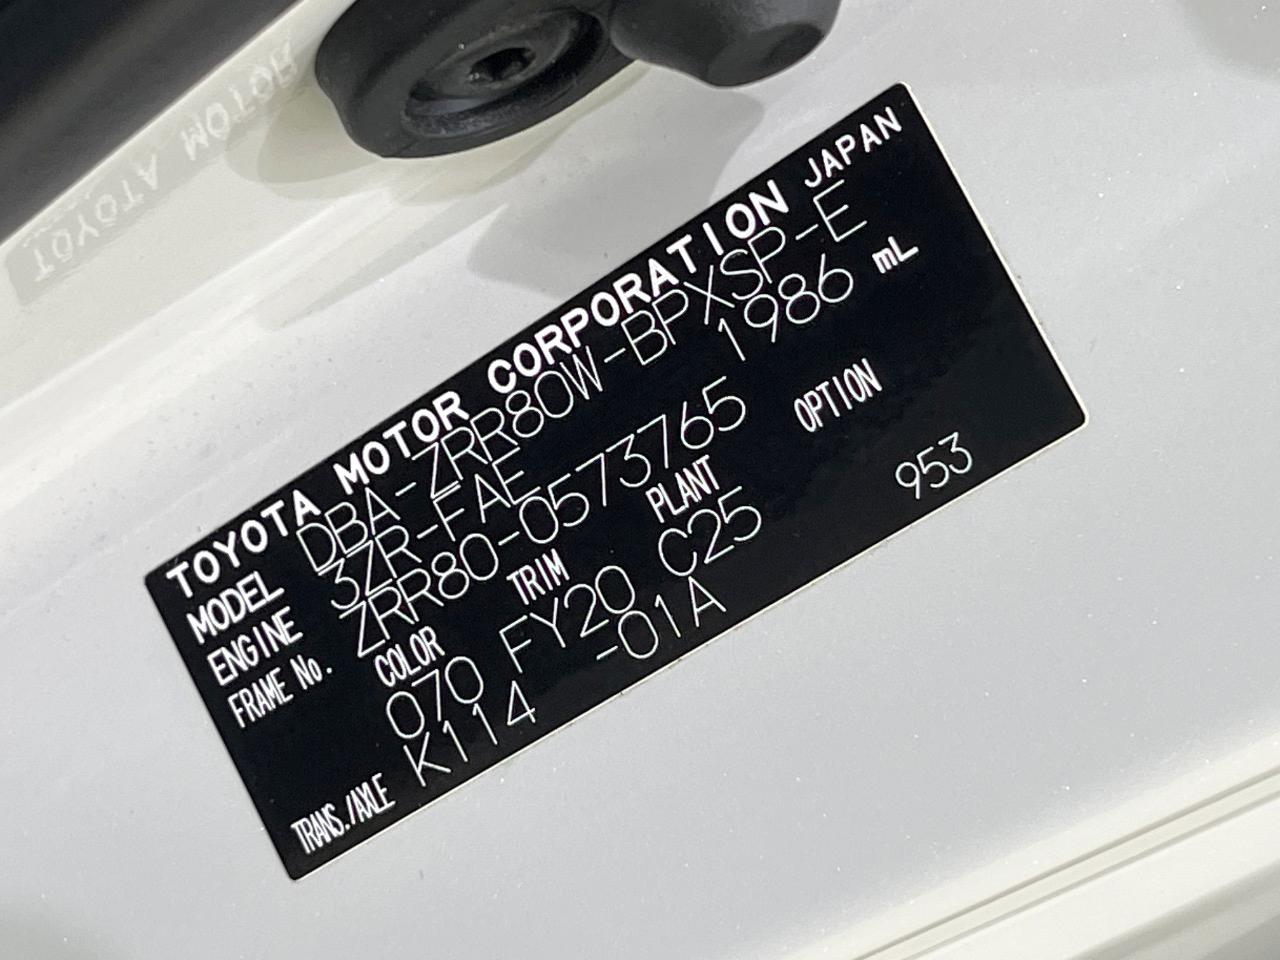 TOYOTA MOTOR CORPORATION JAPAN
MODEL DBA-ZRR80W-BPXSP-E
ENGINE 3ZR-FAE 1986 mL
FRAME No. ZRR80-0573765
COLOR TRIM PLANT OPTION
070 FY20 C25 953
TRANS./AXLE K114 -01A
TOYOTA MOTOR